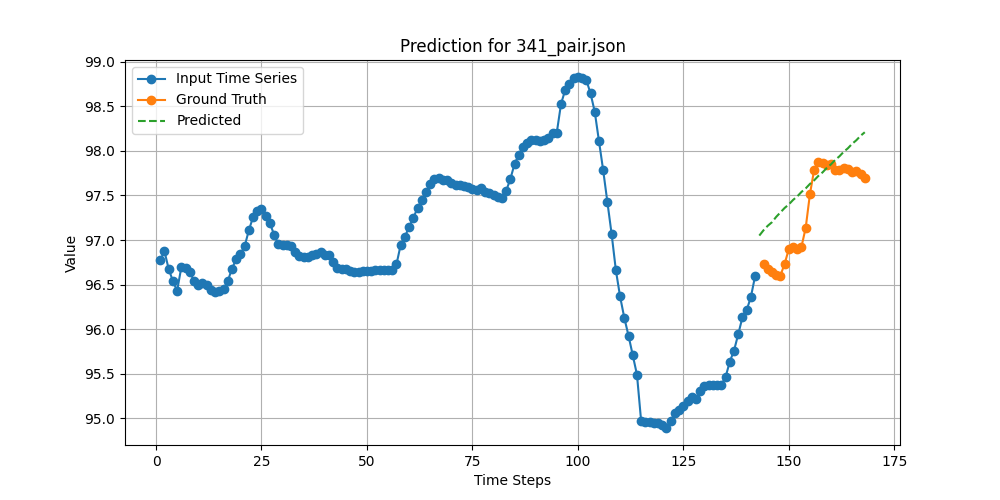 Prediction for 341_pair.json
Input Time Series
Ground Truth
Predicted
Value
99.0
98.5
98.0
97.5
97.0
96.5
96.0
95.5
95.0
0 25 50 75 100 125 150 175
Time Steps